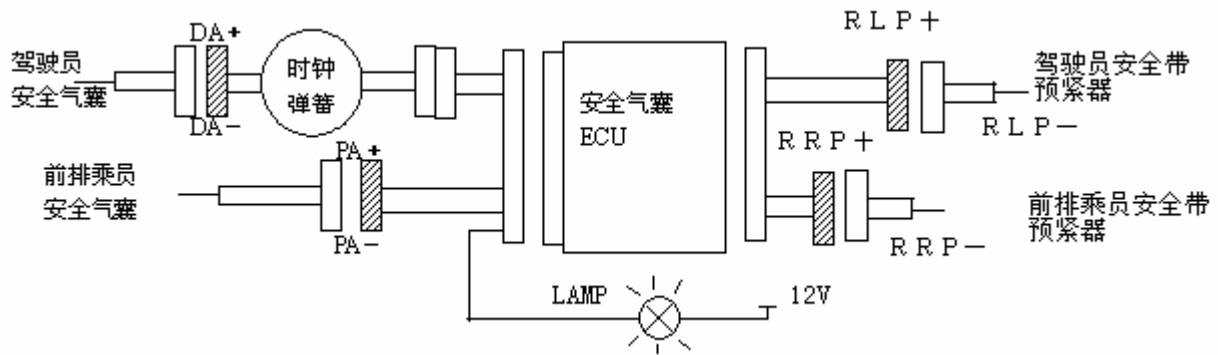 DA+
驾驶员
安全气囊
DA-
时钟
弹簧
安全气囊
ECU
RLP+
驾驶员安全带
预紧器
RLP-
前排乘员
安全气囊
PA+
PA-
RRP+
前排乘员安全带
预紧器
RRP-
LAMP
12V